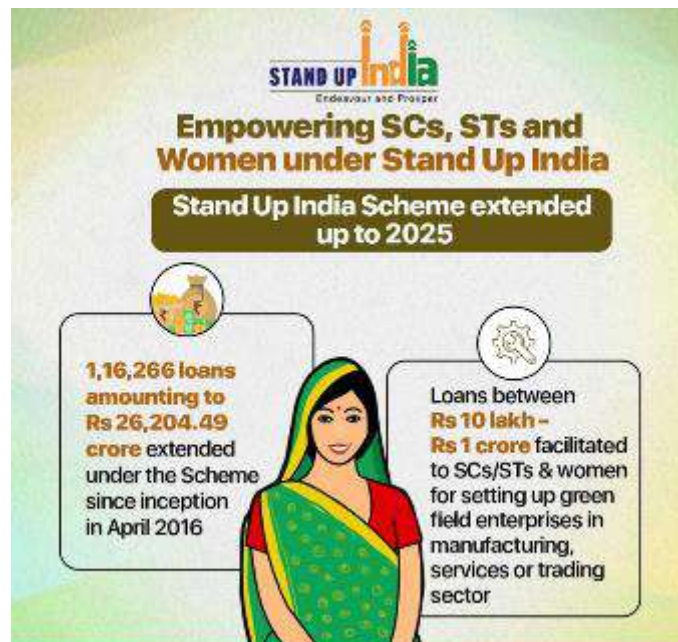 STAND UP India
Endeavour and Prosper
Empowering SCs, STs and
Women under Stand Up India
Stand Up India Scheme extended
up to 2025
1,16,266 loans
amounting to
Rs 26,204.49
crore extended
under the Scheme
since inception
in April 2016
Loans between
Rs 10 lakh –
Rs 1 crore facilitated
to SCs/STs & women
for setting up green
field enterprises in
manufacturing,
services or trading
sector